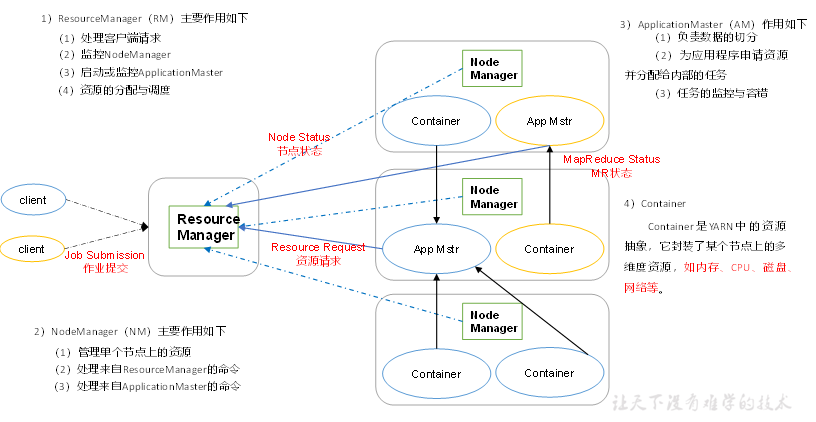 1）ResourceManager（RM）主要作用如下
（1）处理客户端请求
（2）监控NodeManager
（3）启动或监控ApplicationMaster
（4）资源的分配与调度
3）ApplicationMaster（AM）作用如下
（1）负责数据的切分
（2）为应用程序申请资源
并分配给内部的任务
（3）任务的监控与容错
Node
Manager
Container
App Mstr
Node Status
节点状态
MapReduce Status
MR状态
client
client
Job Submission
作业提交
Resource
Manager
Node
Manager
Resource Request
资源请求
App Mstr
Container
4）Container
Container是YARN中的资源
抽象，它封装了某个节点上的多
维度资源，如内存、CPU、磁盘、
网络等。
Node
Manager
Container
Container
2）NodeManager（NM）主要作用如下
（1）管理单个节点上的资源
（2）处理来自ResourceManager的命令
（3）处理来自ApplicationMaster的命令
让天下没有难学的技术